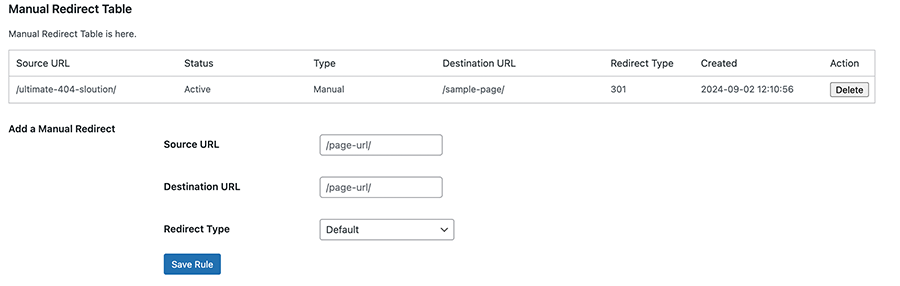 Manual Redirect Table
Manual Redirect Table is here.
Source URL Status Type Destination URL Redirect Type Created Action
/ultimate-404-sloution/ Active Manual /sample-page/ 301 2024-09-02 12:10:56 Delete
Add a Manual Redirect
Source URL /page-url/
Destination URL /page-url/
Redirect Type Default
Save Rule